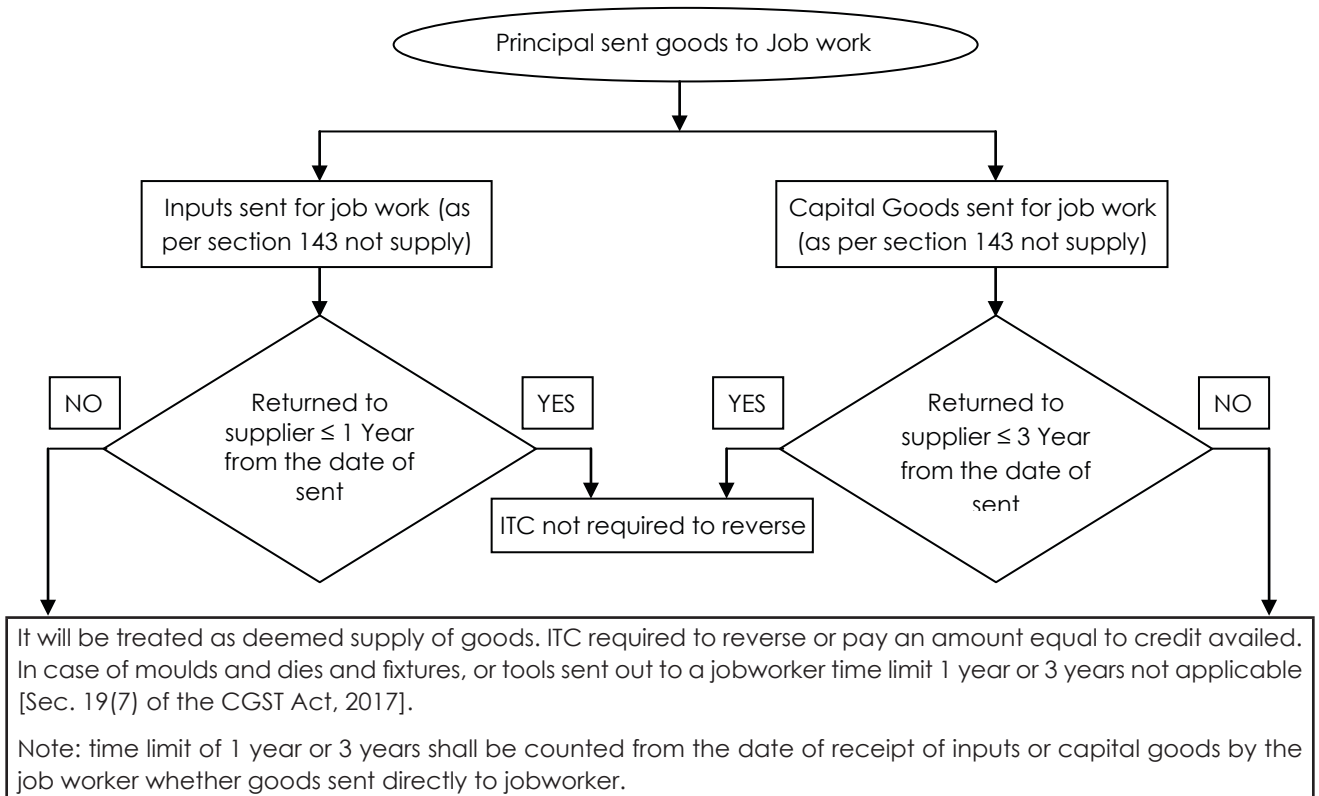 Principal sent goods to Job work
Inputs sent for job work (as
per section 143 not supply)
Capital Goods sent for job work
(as per section 143 not supply)
NO
Returned to
supplier ≤ 1 Year
from the date of
sent
YES
YES
Returned to
supplier ≤ 3 Year
from the date of
sent
NO
ITC not required to reverse
It will be treated as deemed supply of goods. ITC required to reverse or pay an amount equal to credit availed.
In case of moulds and dies and fixtures, or tools sent out to a jobworker time limit 1 year or 3 years not applicable
[Sec. 19(7) of the CGST Act, 2017].
Note: time limit of 1 year or 3 years shall be counted from the date of receipt of inputs or capital goods by the
job worker whether goods sent directly to jobworker.